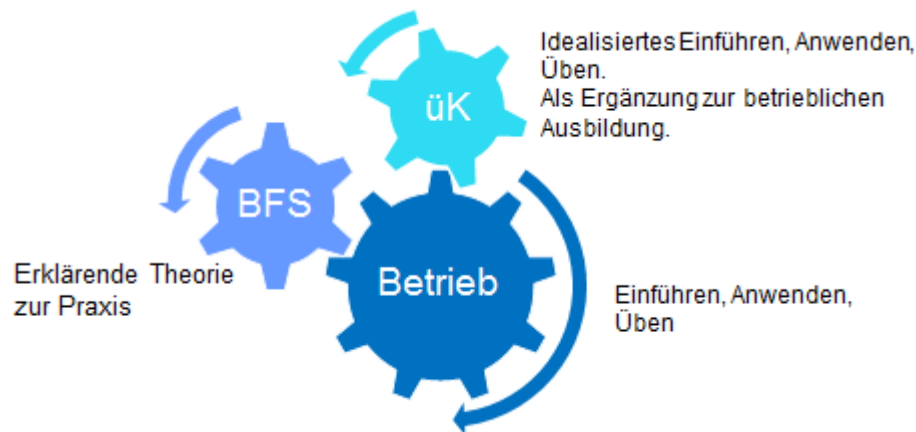 Idealisiertes Einführen, Anwenden,
Üben.
Als Ergänzung zur betrieblichen
Ausbildung.
üK
BFS
Erklärende Theorie
zur Praxis
Betrieb
Einführen, Anwenden,
Üben